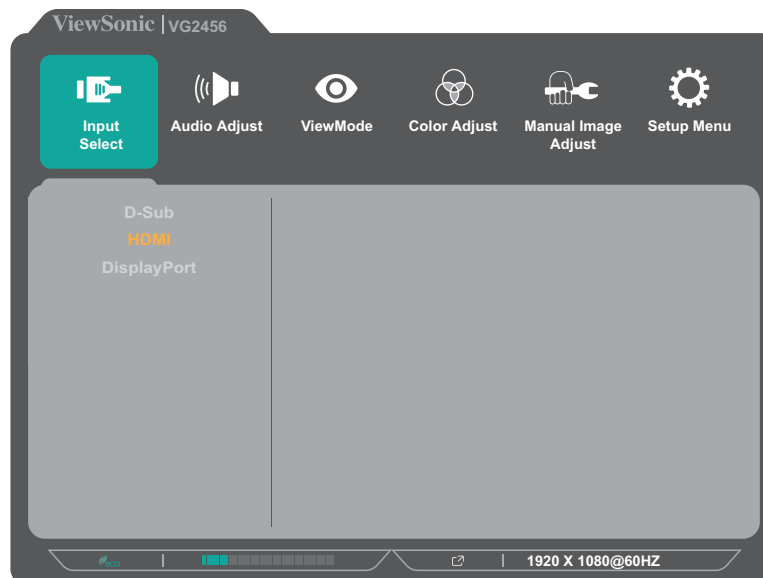 ViewSonic | VG2456
Input
Select
Audio Adjust
ViewMode
Color Adjust
Manual Image
Adjust
Setup Menu
D-Sub
HDMI
DisplayPort
eco
1920 X 1080@60HZ